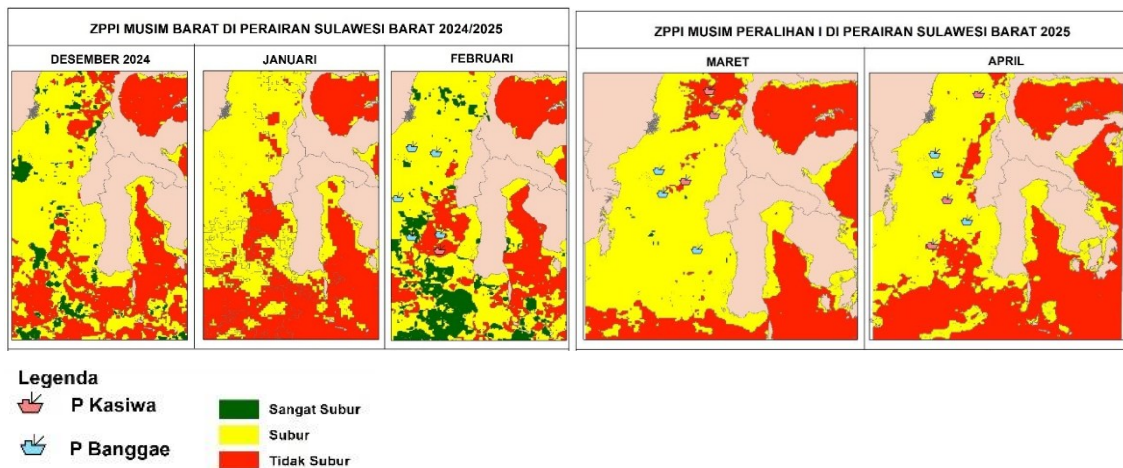 ZPPI MUSIM BARAT DI PERAIRAN SULAWESI BARAT 2024/2025
DESEMBER 2024
JANUARI
FEBRUARI
ZPPI MUSIM PERALIHAN I DI PERAIRAN SULAWESI BARAT 2025
MARET
APRIL
Legenda
P Kasiwa
P Banggae
Sangat Subur
Subur
Tidak Subur